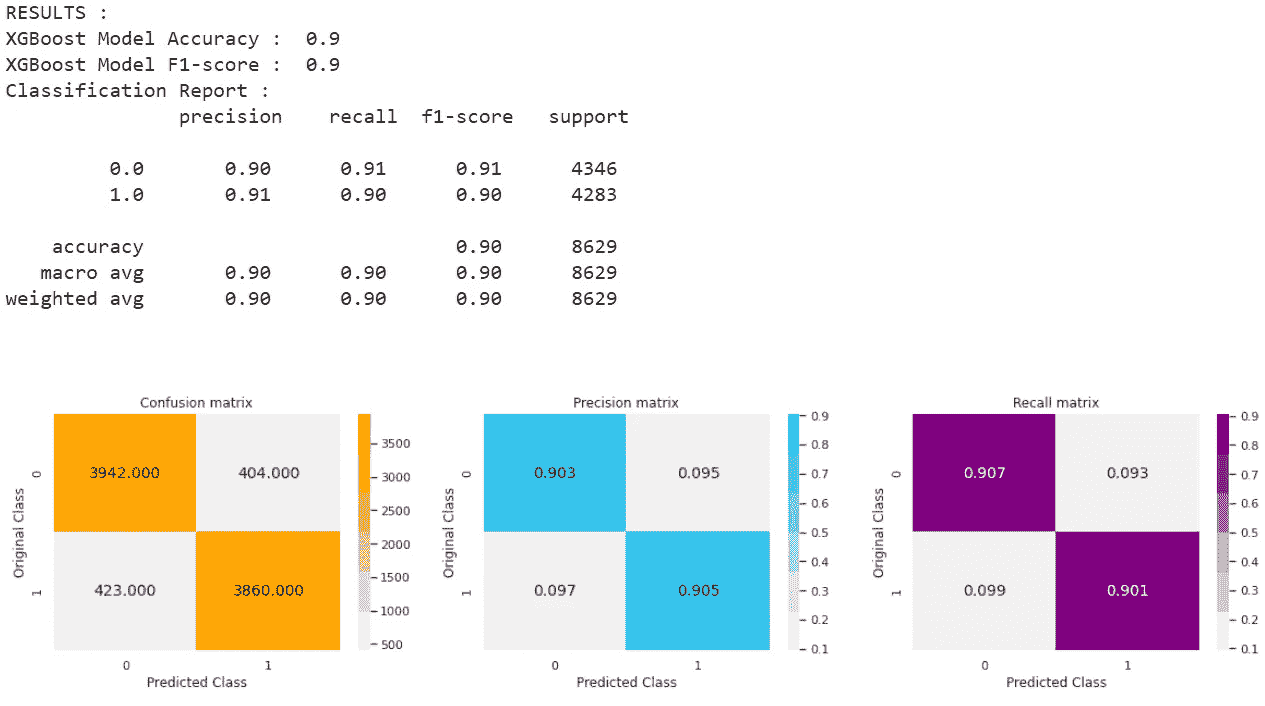 RESULTS :
XGBoost Model Accuracy : 0.9
XGBoost Model F1-score : 0.9
Classification Report :
precision recall f1-score support
0.0 0.90 0.91 0.91 4346
1.0 0.91 0.90 0.90 4283
accuracy 0.90 8629
macro avg 0.90 0.90 0.90 8629
weighted avg 0.90 0.90 0.90 8629
Confusion matrix
Original Class
0
1
3942.000 404.000
423.000 3860.000
0 1
Predicted Class
3500
3000
2500
2000
1500
1000
500
Precision matrix
Original Class
0
1
0.903 0.095
0.097 0.905
0 1
Predicted Class
0.9
0.8
0.7
0.6
0.5
0.4
0.3
0.2
0.1
Recall matrix
Original Class
0
1
0.907 0.093
0.099 0.901
0 1
Predicted Class
0.9
0.8
0.7
0.6
0.5
0.4
0.3
0.2
0.1